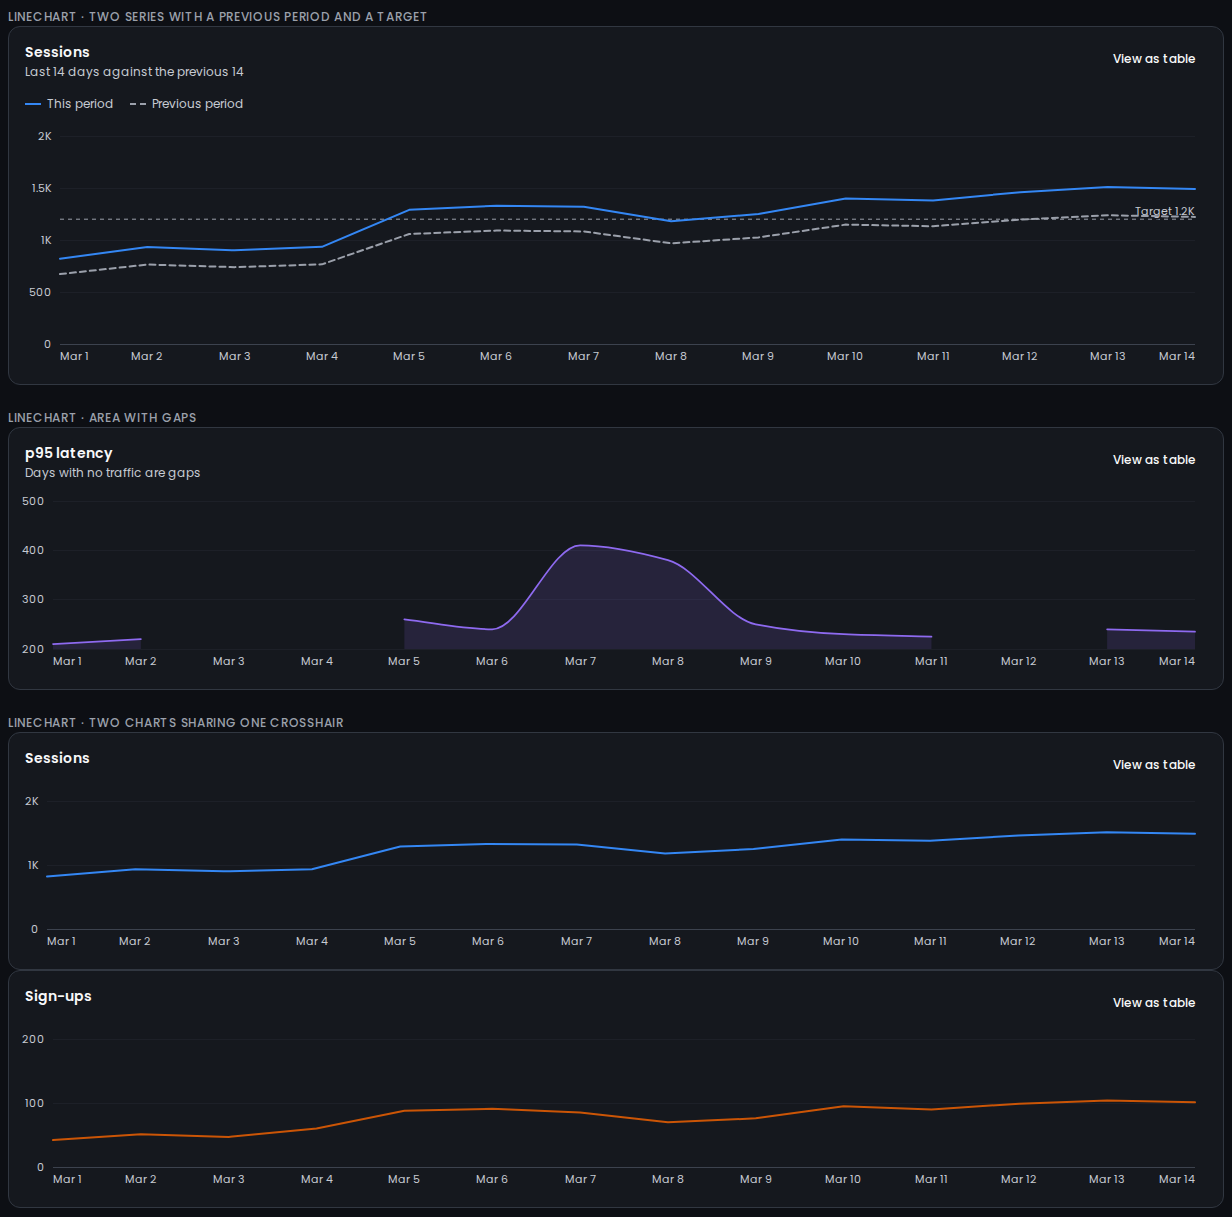 LINECHART · TWO SERIES WITH A PREVIOUS PERIOD AND A TARGET
Sessions
View as table
Last 14 days against the previous 14
This period
Previous period
2K
1.5K
Target 1.2K
1K
500
0
Mar 1 Mar 2 Mar 3 Mar 4 Mar 5 Mar 6 Mar 7 Mar 8 Mar 9 Mar 10 Mar 11 Mar 12 Mar 13 Mar 14
LINECHART · AREA WITH GAPS
p95 latency
View as table
Days with no traffic are gaps
500
400
300
200
Mar 1 Mar 2 Mar 3 Mar 4 Mar 5 Mar 6 Mar 7 Mar 8 Mar 9 Mar 10 Mar 11 Mar 12 Mar 13 Mar 14
LINECHART · TWO CHARTS SHARING ONE CROSSHAIR
Sessions
View as table
2K
1K
0
Mar 1 Mar 2 Mar 3 Mar 4 Mar 5 Mar 6 Mar 7 Mar 8 Mar 9 Mar 10 Mar 11 Mar 12 Mar 13 Mar 14
Sign-ups
View as table
200
100
0
Mar 1 Mar 2 Mar 3 Mar 4 Mar 5 Mar 6 Mar 7 Mar 8 Mar 9 Mar 10 Mar 11 Mar 12 Mar 13 Mar 14